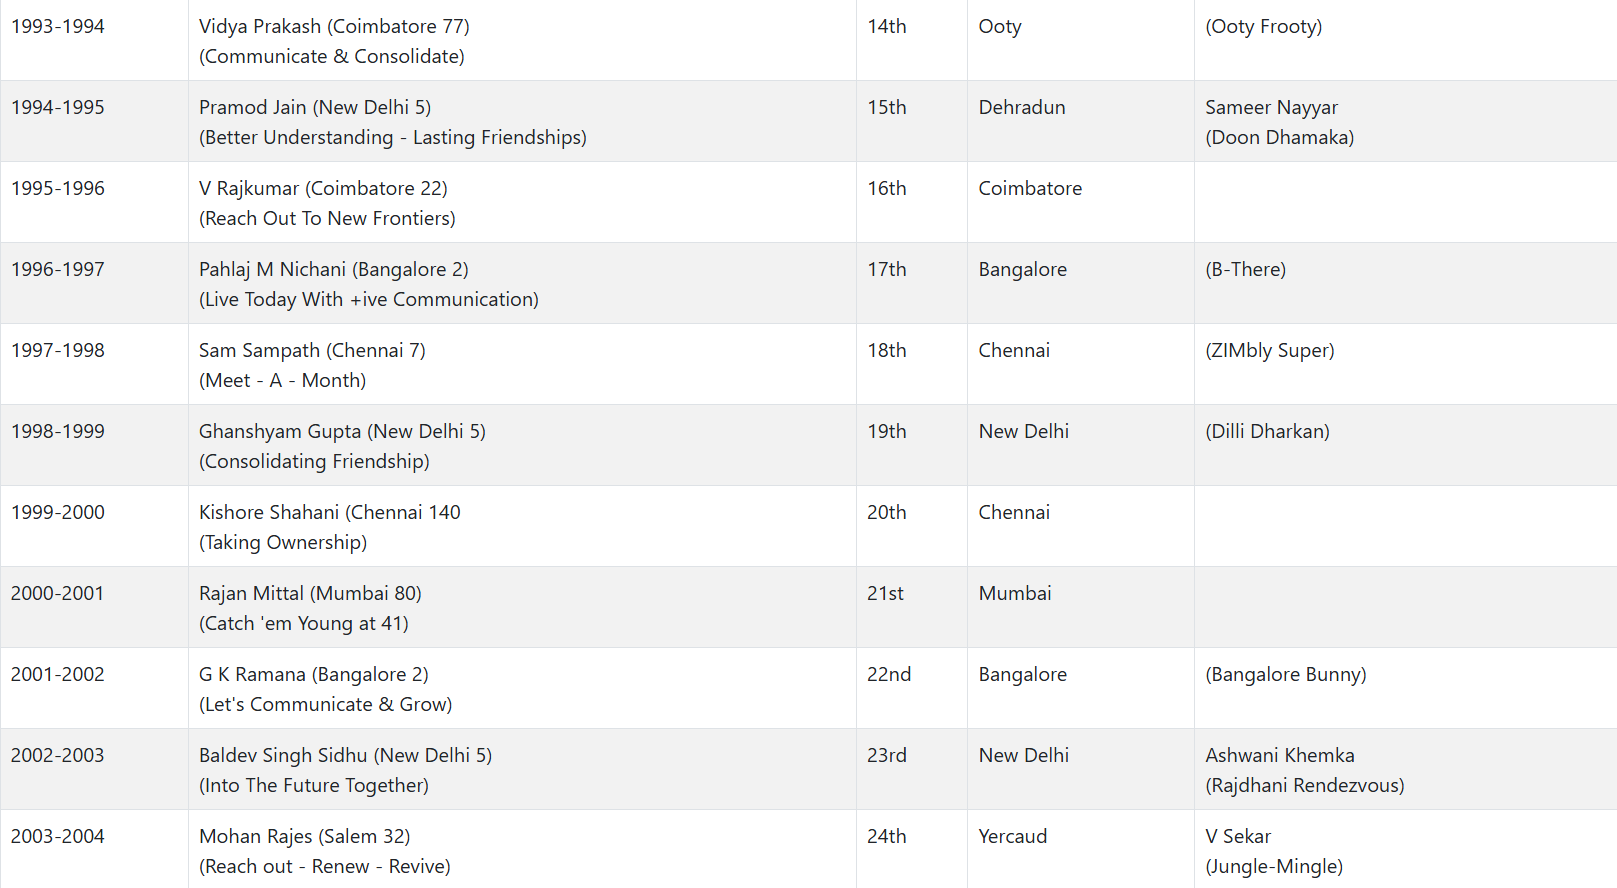 1993-1994 Vidya Prakash (Coimbatore 77) 14th Ooty (Ooty Frooty)
(Communicate & Consolidate)
1994-1995 Pramod Jain (New Delhi 5) 15th Dehradun Sameer Nayyar
(Better Understanding - Lasting Friendships) (Doon Dhamaka)
1995-1996 V Rajkumar (Coimbatore 22) 16th Coimbatore
(Reach Out To New Frontiers)
1996-1997 Pahlaj M Nichani (Bangalore 2) 17th Bangalore (B-There)
(Live Today With +ive Communication)
1997-1998 Sam Sampath (Chennai 7) 18th Chennai (ZIMbly Super)
(Meet - A - Month)
1998-1999 Ghanshyam Gupta (New Delhi 5) 19th New Delhi (Dilli Dharkan)
(Consolidating Friendship)
1999-2000 Kishore Shahani (Chennai 140 20th Chennai
(Taking Ownership)
2000-2001 Rajan Mittal (Mumbai 80) 21st Mumbai
(Catch 'em Young at 41)
2001-2002 G K Ramana (Bangalore 2) 22nd Bangalore (Bangalore Bunny)
(Let's Communicate & Grow)
2002-2003 Baldev Singh Sidhu (New Delhi 5) 23rd New Delhi Ashwani Khemka
(Into The Future Together) (Rajdhani Rendezvous)
2003-2004 Mohan Rajes (Salem 32) 24th Yercaud V Sekar
(Reach out - Renew - Revive) (Jungle-Mingle)